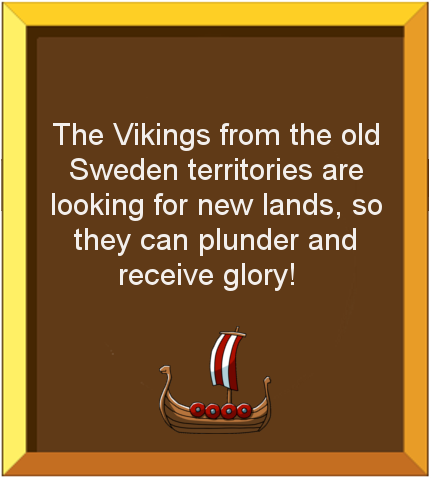 The Vikings from the old
Sweden territories are
looking for new lands, so
they can plunder and
receive glory!